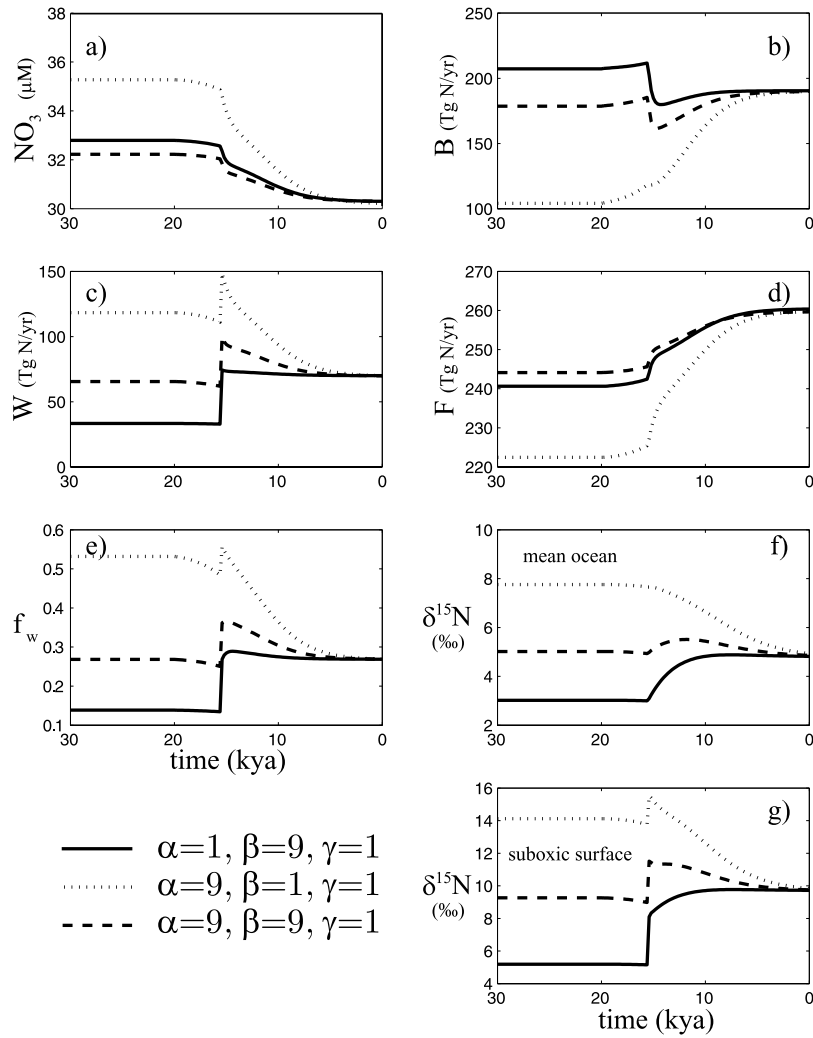 a)
NO3 (μM)
38
36
34
32
30
30 20 10 0
b)
B (Tg N/yr)
200
150
100
30 20 10 0
c)
W (Tg N/yr)
150
100
50
0
30 20 10 0
d)
F (Tg N/yr)
270
260
250
240
230
220
30 20 10 0
e)
fw
0.6
0.5
0.4
0.3
0.2
0.1
30 20 10 0
time (kya)
f)
mean ocean
δ15N
(‰)
10
8
6
4
2
30 20 10 0
g)
suboxic surface
δ15N
(‰)
16
14
12
10
8
6
4
30 20 10 0
time (kya)
α=1, β=9, γ=1
α=9, β=1, γ=1
α=9, β=9, γ=1